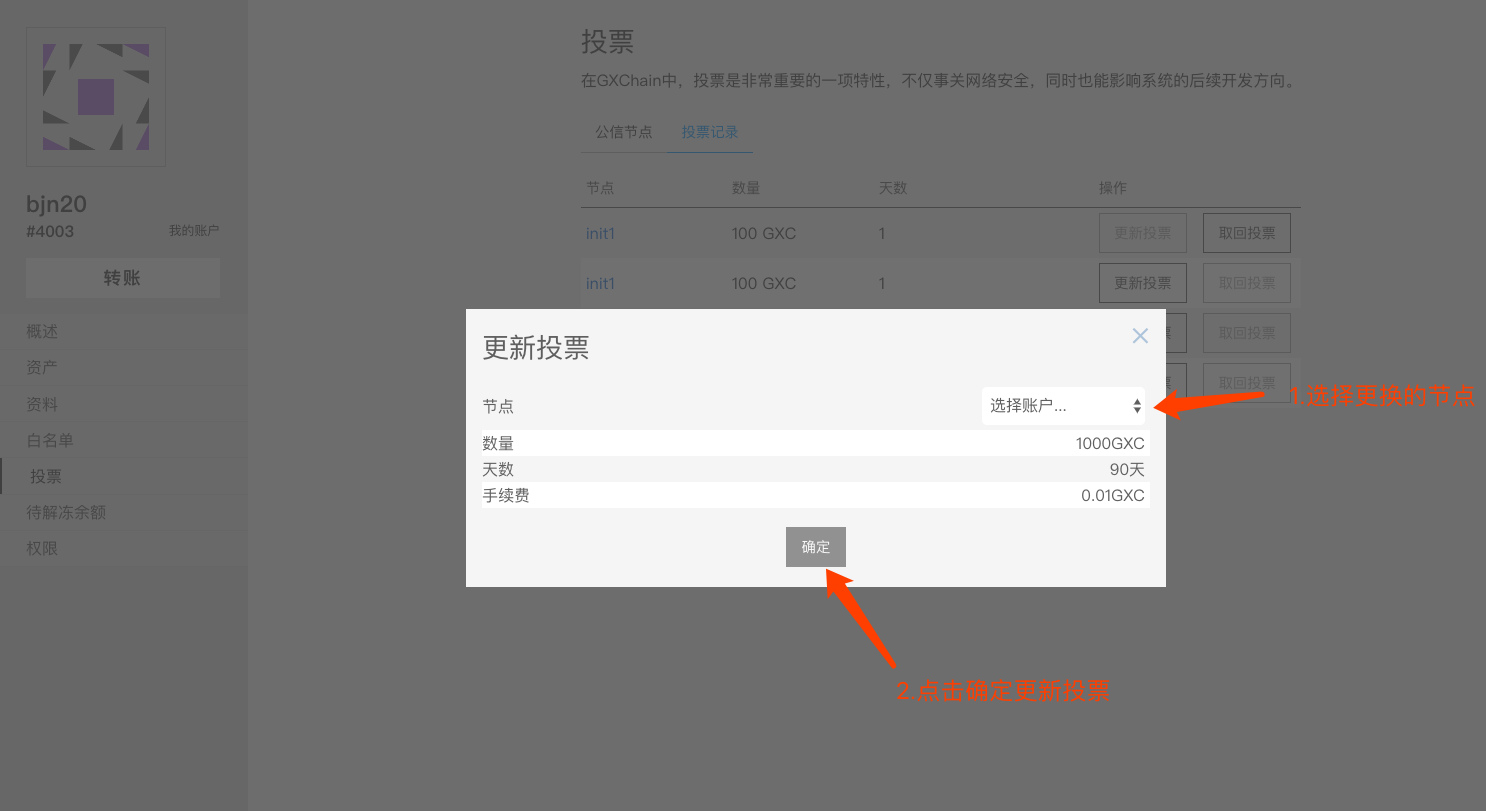 投票
在GXChain中，投票是非常重要的一项特性，不仅事关网络安全，同时也能影响系统的后续开发方向。
公信节点 投票记录
节点 数量 天数 操作
init1 100 GXC 1 更新投票 取回投票
init1 100 GXC 1 更新投票 取回投票
票 取回投票
票 取回投票
bjn20
#4003 我的账户
转账
概述
资产
资料
白名单
投票
待解冻余额
权限
更新投票
节点 选择账户...
数量 1000GXC
天数 90天
手续费 0.01GXC
确定
1.选择更换的节点
2.点击确定更新投票